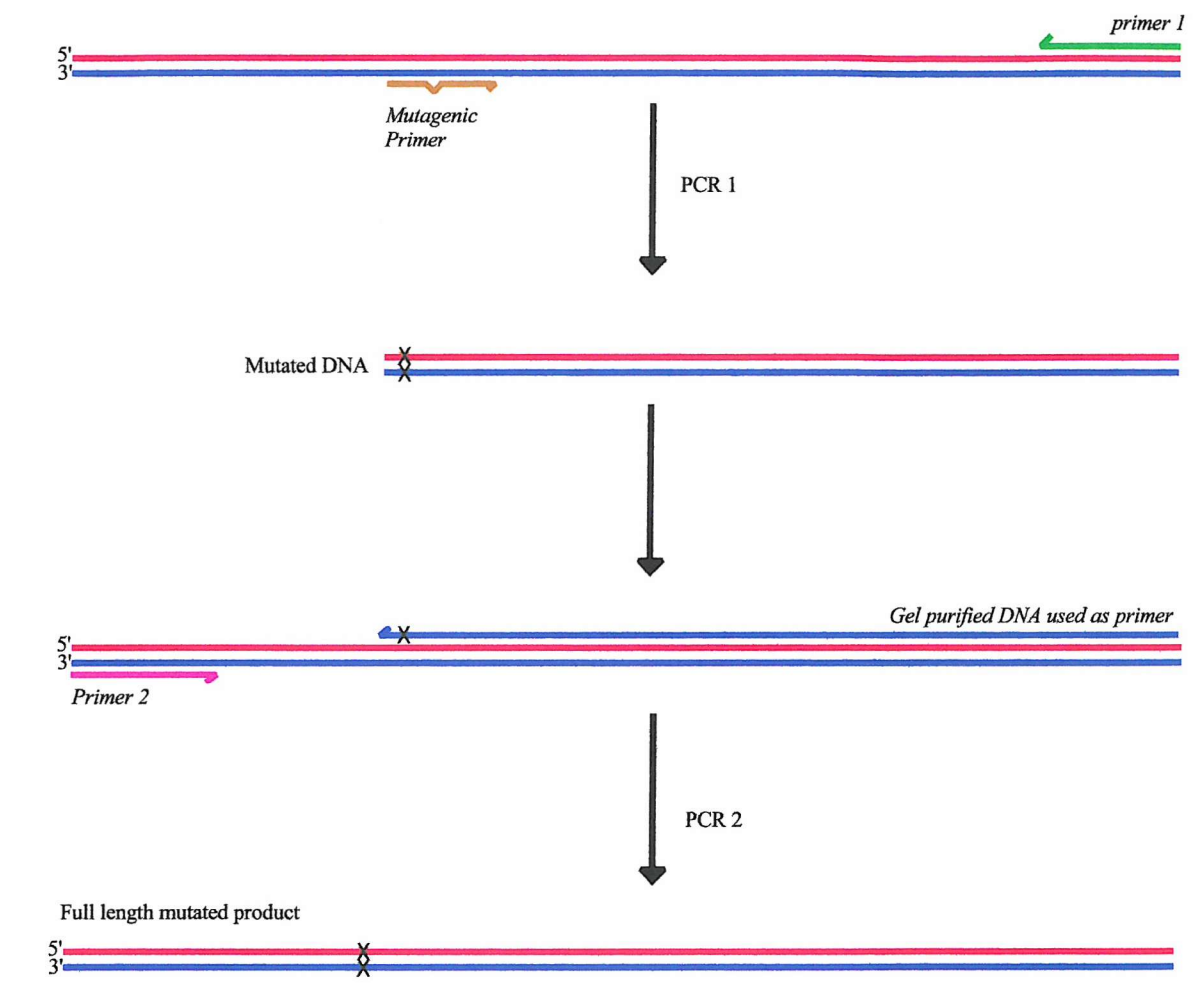 primer 1
5'
3'
Mutagenic
Primer
PCR 1
Mutated DNA
X
X
Gel purified DNA used as primer
X
5'
3'
Primer 2
PCR 2
Full length mutated product
5'
X
3'
X